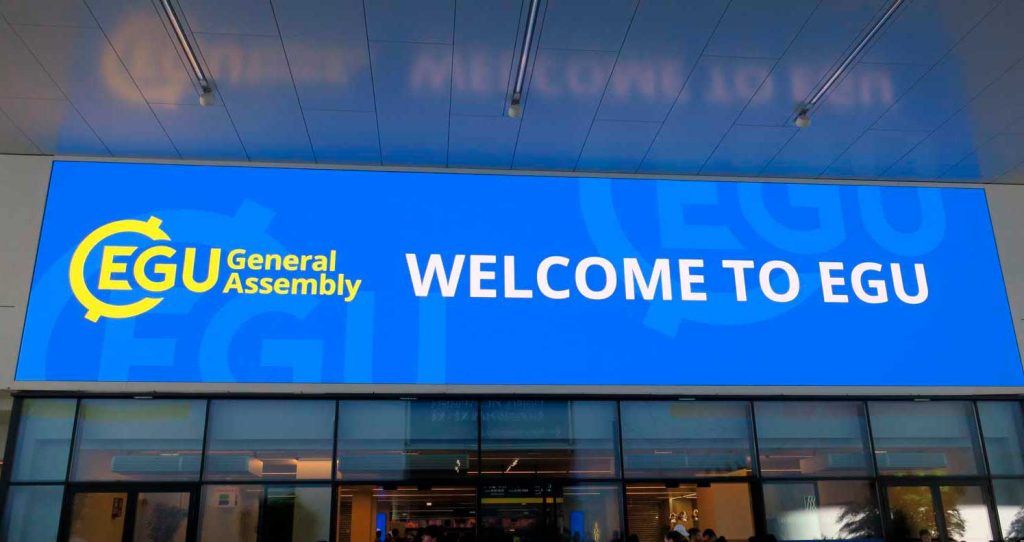 EGU General
Assembly
WELCOME TO EGU